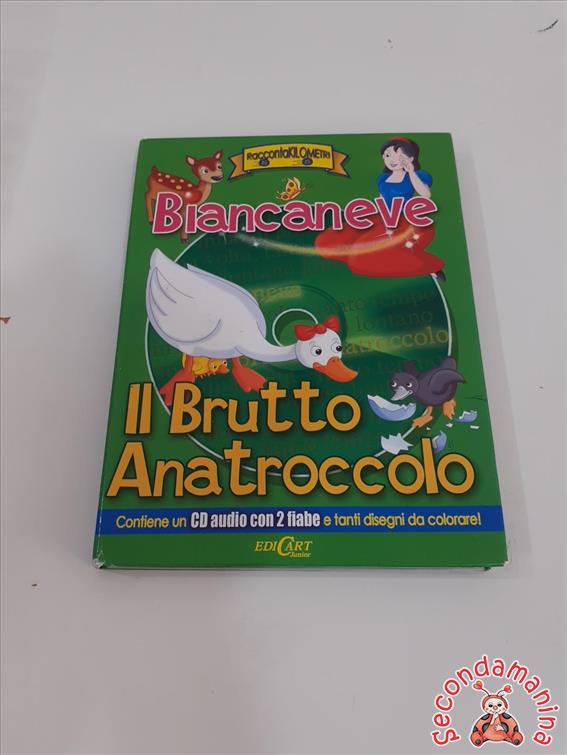 RaccontaKILOMETRI
Biancaneve
Il Brutto
Anatroccolo
Contiene un CD audio con 2 fiabe e tanti disegni da colorare!
EDICART
Junior
Secondamanina